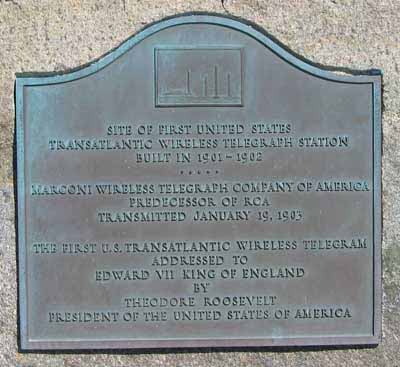 SITE OF FIRST UNITED STATES
TRANSATLANTIC WIRELESS TELEGRAPH STATION
BUILT IN 1901-1902
•••••
MARCONI WIRELESS TELEGRAPH COMPANY OF AMERICA
PREDECESSOR OF RCA
TRANSMITTED JANUARY 19, 1903
THE FIRST U.S. TRANSATLANTIC WIRELESS TELEGRAM
ADDRESSED TO
EDWARD VII KING OF ENGLAND
BY
THEODORE ROOSEVELT
PRESIDENT OF THE UNITED STATES OF AMERICA